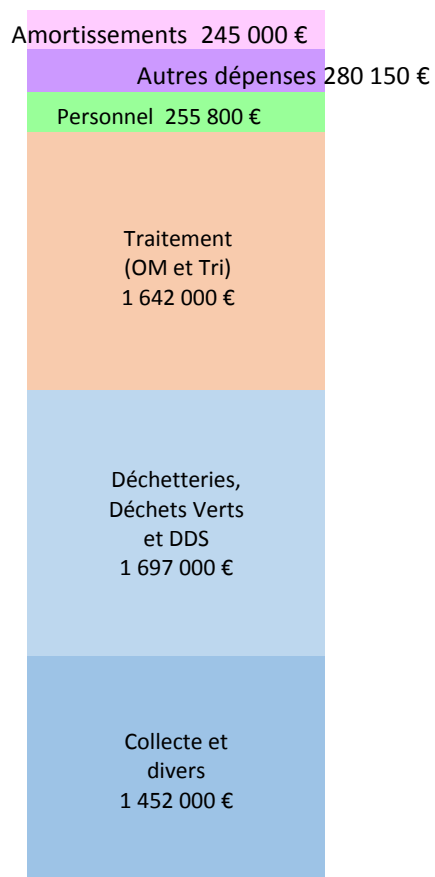 Amortissements 245 000 €
Autres dépenses 280 150 €
Personnel 255 800 €
Traitement
(OM et Tri)
1 642 000 €
Déchetteries,
Déchets Verts
et DDS
1 697 000 €
Collecte et
divers
1 452 000 €